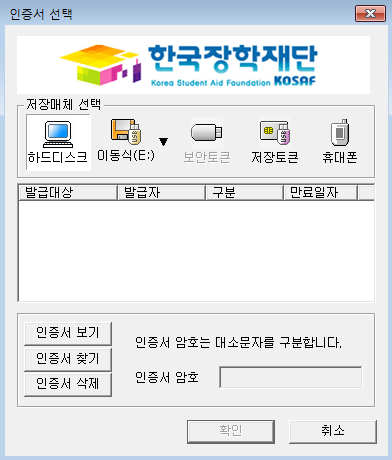 인증서 선택
한국장학재단
Korea Student Aid Foundation KOSAF
저장매체 선택
하드디스크 이동식(E:) 보안토큰 저장토큰 휴대폰
발급대상 발급자 구분 만료일자
인증서 보기
인증서 찾기
인증서 삭제
인증서 암호는 대소문자를 구분합니다.
인증서 암호
확인 취소